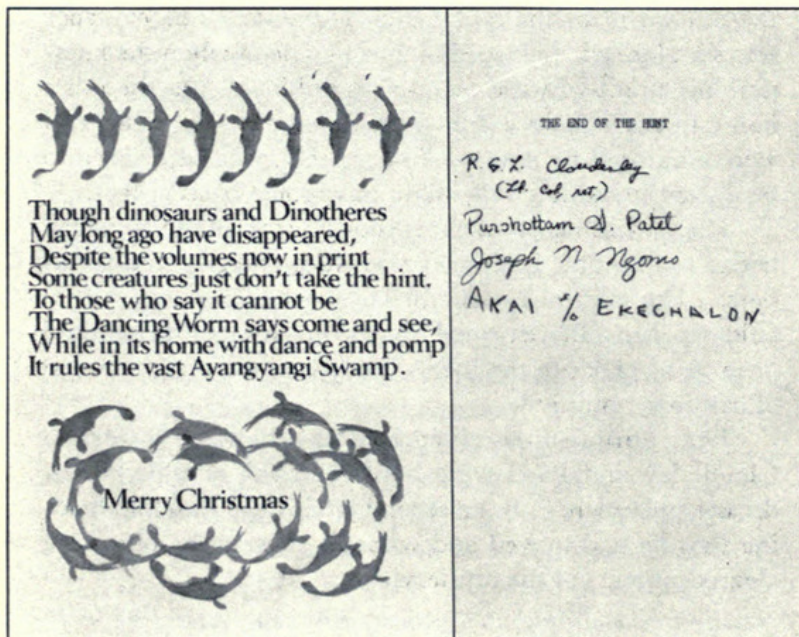 Though dinosaurs and Dinotheres
May long ago have disappeared,
Despite the volumes now in print
Some creatures just don't take the hint.
To those who say it cannot be
The Dancing Worm says come and see,
While in its home with dance and pomp
It rules the vast Ayangyangi Swamp.
Merry Christmas
THE END OF THE HUNT
R. S. L. Cloudesley
(Lt. Col. ret)
Purshottam S. Patel
Joseph N Ngomo
AKAI s/o EKECHALON